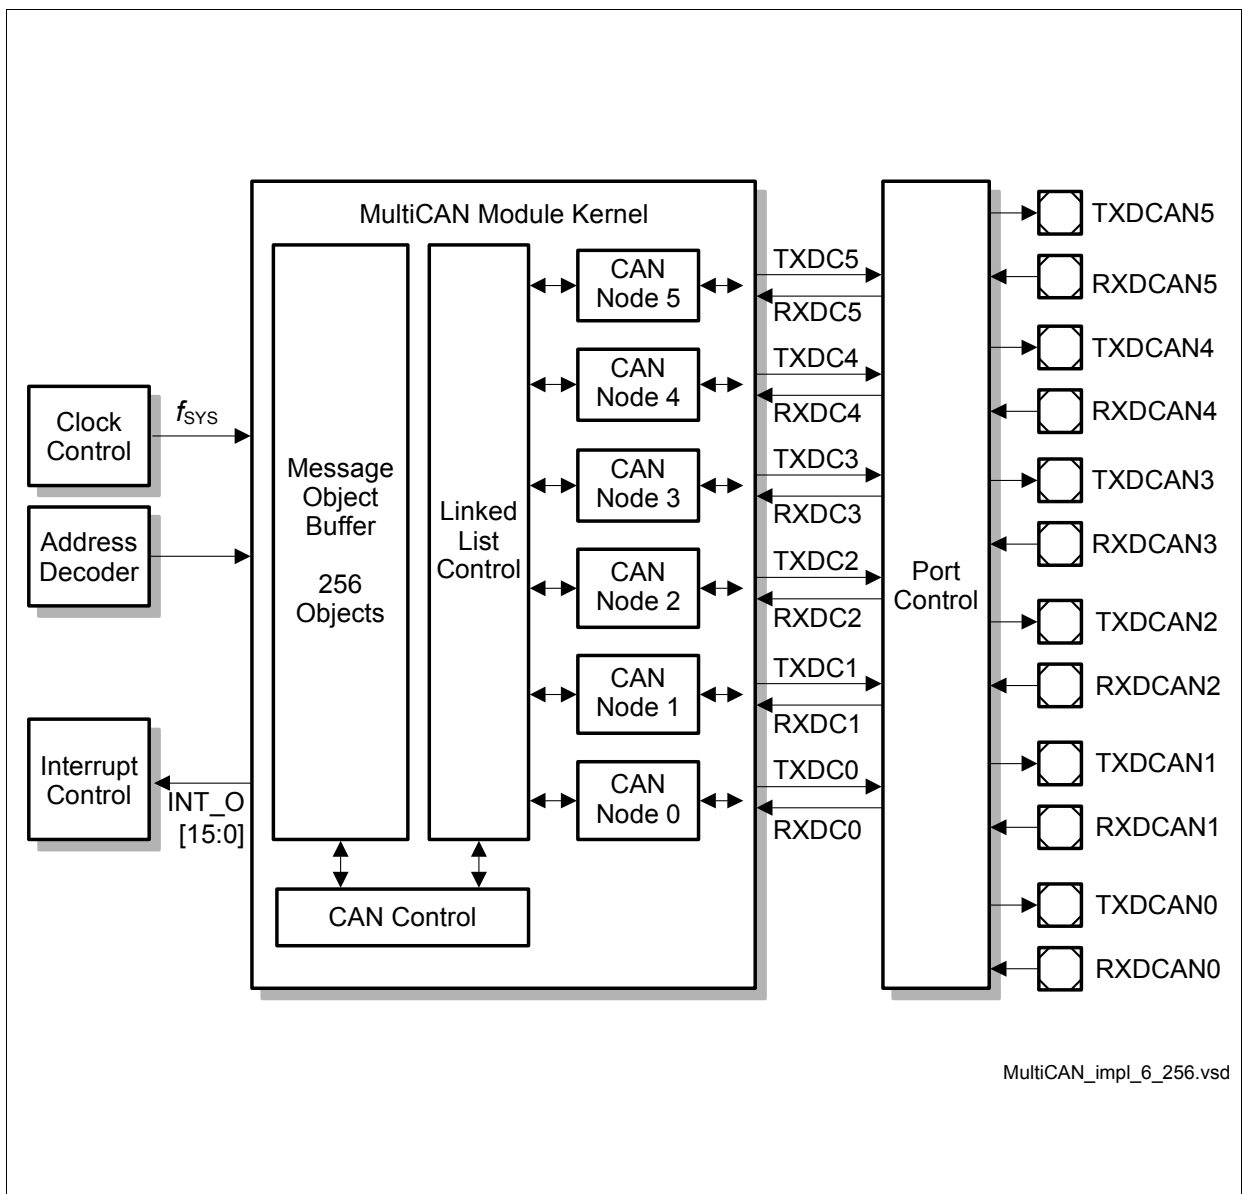 MultiCAN Module Kernel
Clock
Control
fSYS
Address
Decoder
Interrupt
Control
INT_O
[15:0]
Message
Object
Buffer
256
Objects
Linked
List
Control
CAN Control
CAN
Node 5
CAN
Node 4
CAN
Node 3
CAN
Node 2
CAN
Node 1
CAN
Node 0
TXDC5
RXDC5
TXDC4
RXDC4
TXDC3
RXDC3
TXDC2
RXDC2
TXDC1
RXDC1
TXDC0
RXDC0
Port
Control
TXDCAN5
RXDCAN5
TXDCAN4
RXDCAN4
TXDCAN3
RXDCAN3
TXDCAN2
RXDCAN2
TXDCAN1
RXDCAN1
TXDCAN0
RXDCAN0
MultiCAN_impl_6_256.vsd